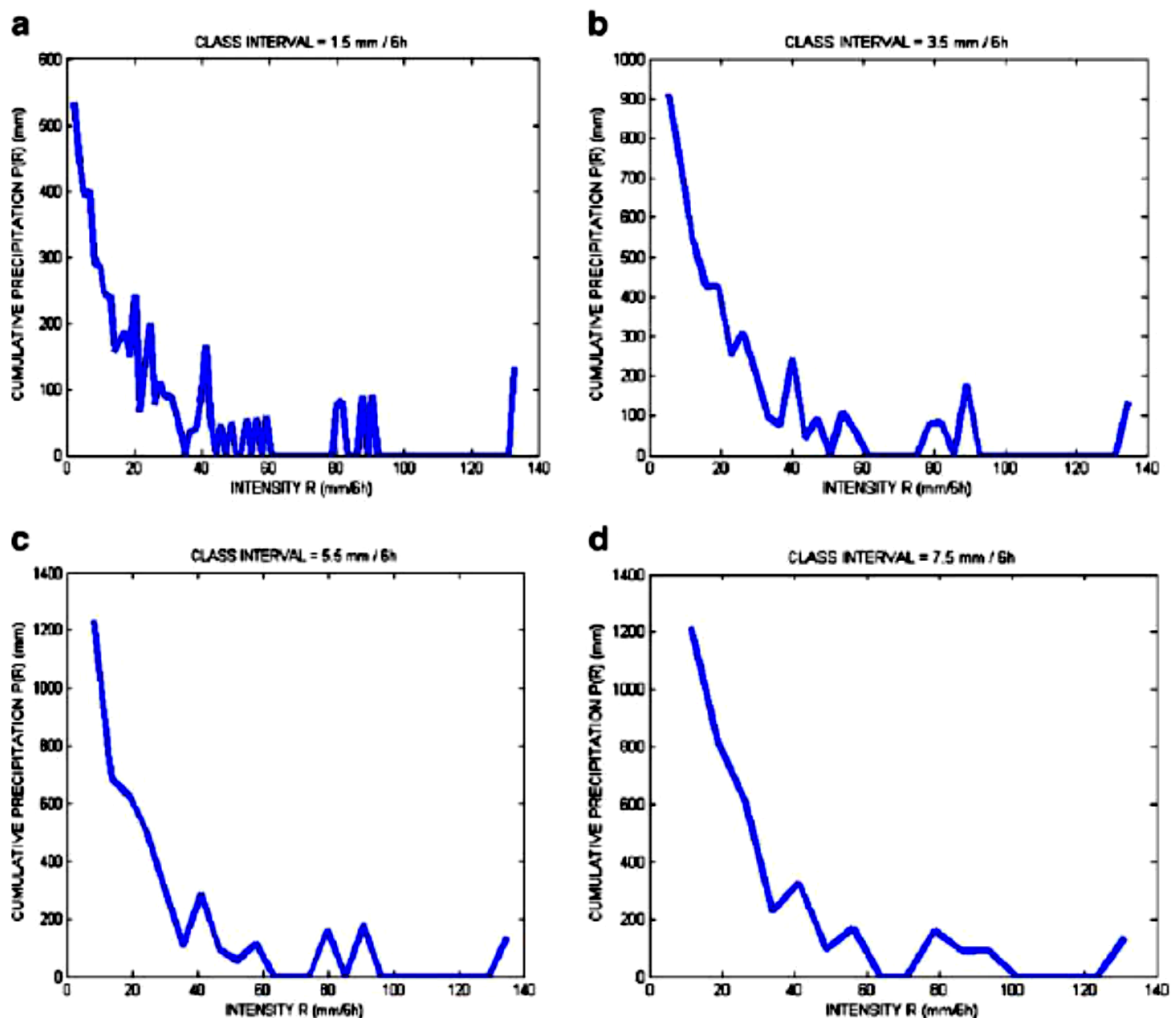 a
CLASS INTERVAL = 1.5 mm / 6h
600
500
400
300
200
100
0
0 20 40 60 80 100 120 140
CUMULATIVE PRECIPITATION P(R) (mm)
INTENSITY R (mm/6h)
b
CLASS INTERVAL = 3.5 mm / 6h
1000
900
800
700
600
500
400
300
200
100
0
0 20 40 60 80 100 120 140
CUMULATIVE PRECIPITATION P(R) (mm)
INTENSITY R (mm/6h)
c
CLASS INTERVAL = 5.5 mm / 6h
1400
1200
1000
800
600
400
200
0
0 20 40 60 80 100 120 140
CUMULATIVE PRECIPITATION P(R) (mm)
INTENSITY R (mm/6h)
d
CLASS INTERVAL = 7.5 mm / 6h
1400
1200
1000
800
600
400
200
0
0 20 40 60 80 100 120 140
CUMULATIVE PRECIPITATION P(R) (mm)
INTENSITY R (mm/6h)